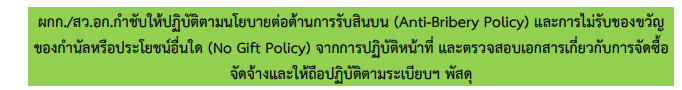 ผกก./สว.อก.กำชับให้ปฏิบัติตามนโยบายต่อต้านการรับสินบน (Anti-Bribery Policy) และการไม่รับของขวัญ
ของกำนัลหรือประโยชน์อื่นใด (No Gift Policy) จากการปฏิบัติหน้าที่ และตรวจสอบเอกสารเกี่ยวกับการจัดซื้อ
จัดจ้างและให้ถือปฏิบัติตามระเบียบฯ พัสดุ